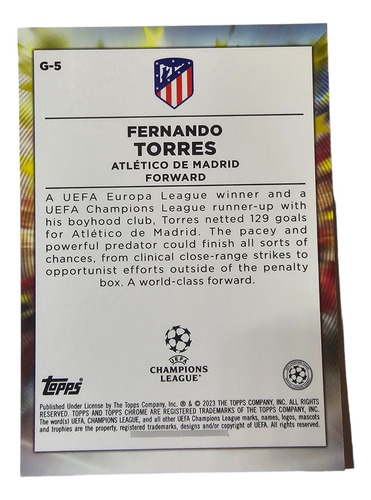 G-5
FERNANDO
TORRES
ATLÉTICO DE MADRID
FORWARD
A UEFA Europa League winner and a
UEFA Champions League runner-up with
his boyhood club, Torres netted 129 goals
for Atlético de Madrid. The pacey and
powerful predator could finish all sorts of
chances, from clinical close-range strikes to
opportunist efforts outside of the penalty
box. A world-class forward.
UEFA
CHAMPIONS
LEAGUE
Topps
Published Under License by The Topps Company, Inc. ® & © 2023 THE TOPPS COMPANY, INC. ALL RIGHTS
RESERVED. TOPPS AND TOPPS CHROME ARE REGISTERED TRADEMARKS OF THE TOPPS COMPANY, INC.
The word(s) UEFA, and all other UEFA Champions League marks, names, logos, mascots
and trophies are the property, registered trademarks, designs and/or copyright of UEFA. All rights reserved.